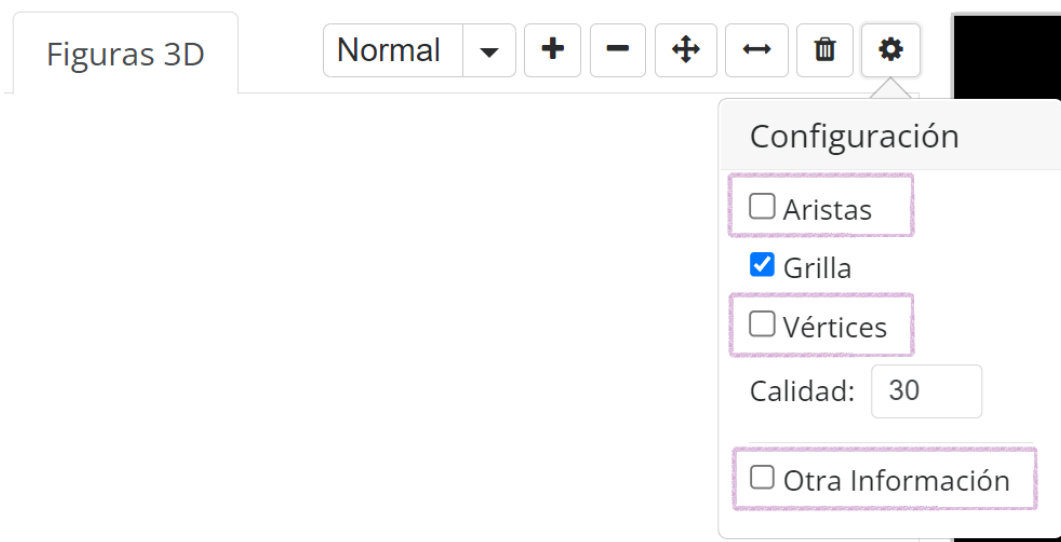 Figuras 3D
Normal
Configuración
Aristas
Grilla
Vértices
Calidad: 30
Otra Información